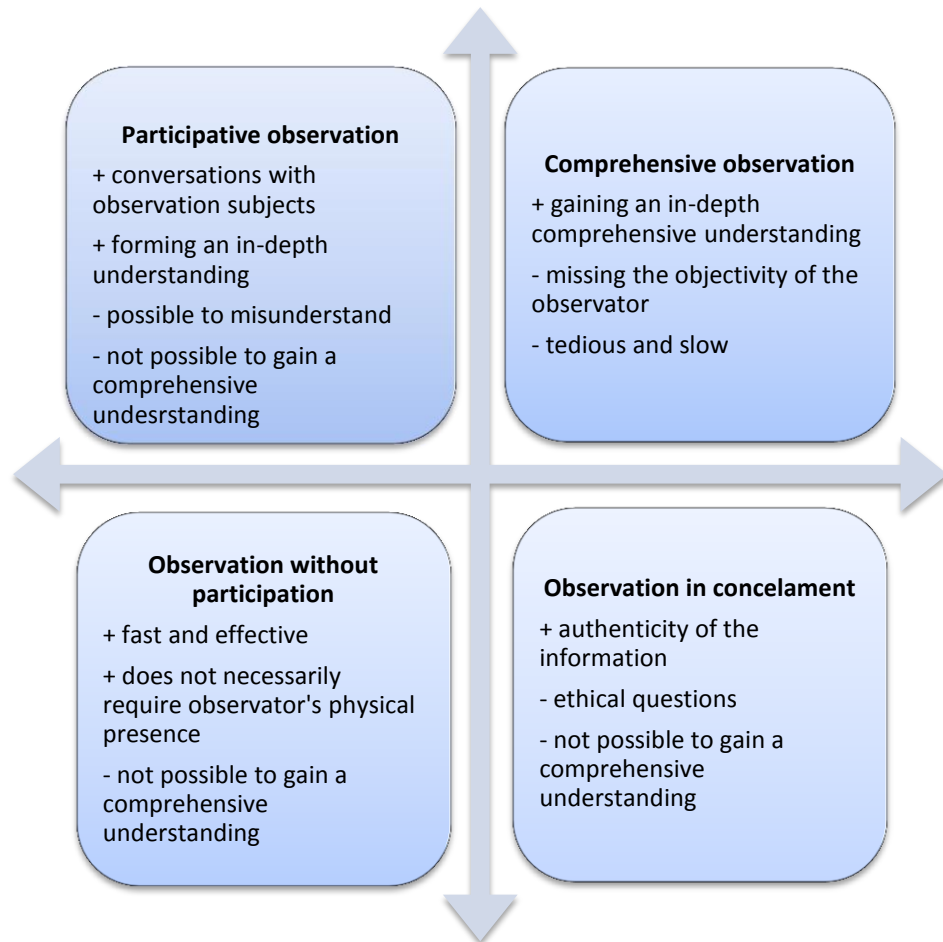 Participative observation
+ conversations with
observation subjects
+ forming an in-depth
understanding
- possible to misunderstand
- not possible to gain a
comprehensive
undesrstanding
Comprehensive observation
+ gaining an in-depth
comprehensive understanding
- missing the objectivity of the
observator
- tedious and slow
Observation without
participation
+ fast and effective
+ does not necessarily
require observator's physical
presence
- not possible to gain a
comprehensive
understanding
Observation in concelament
+ authenticity of the
information
- ethical questions
- not possible to gain a
comprehensive
understanding